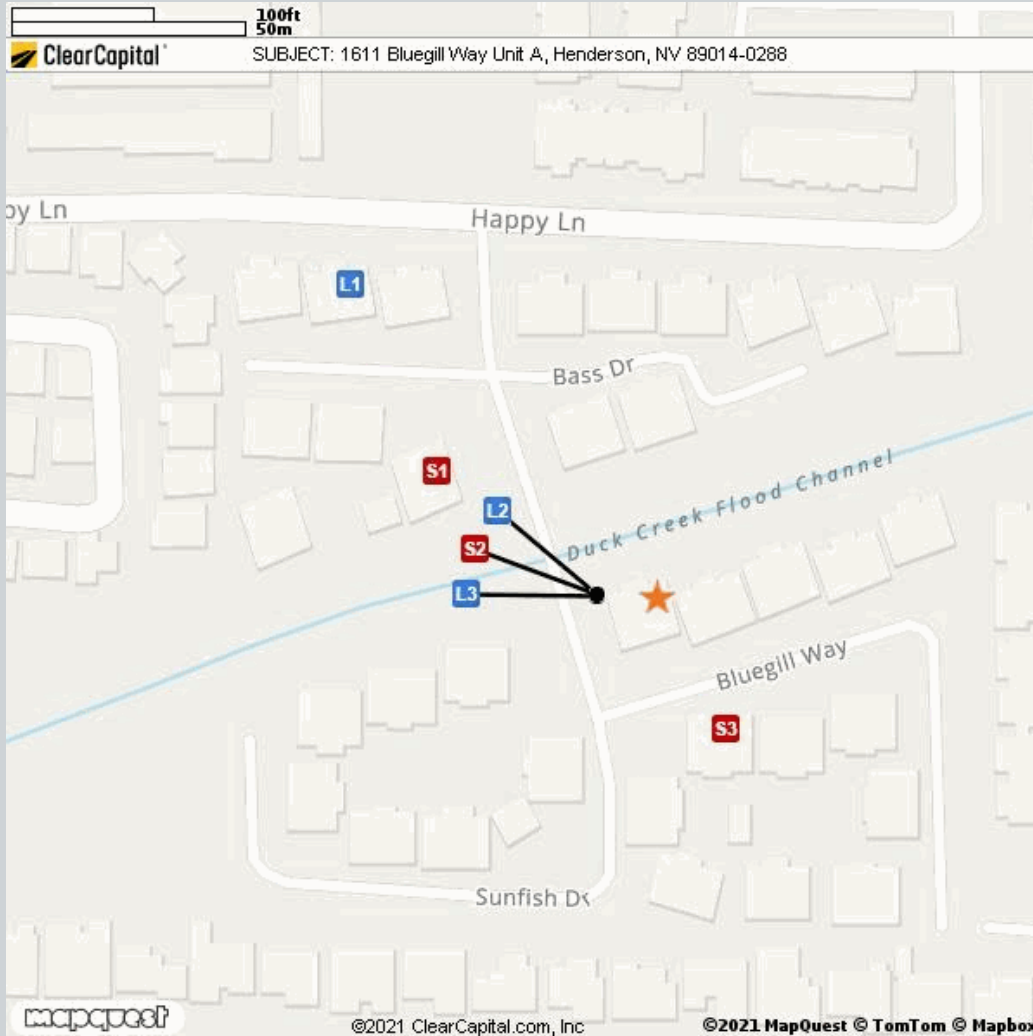 100ft
50m
ClearCapital
SUBJECT: 1611 Bluegill Way Unit A, Henderson, NV 89014-0288
Ln
Happy Ln
L1
Bass Dr
S1
L2
Duck Creek Flood Channel
S2
L3
Bluegill Way
S3
Sunfish Dr
mapquest
©2021 ClearCapital.com, Inc
©2021 MapQuest © TomTom © Mapbo